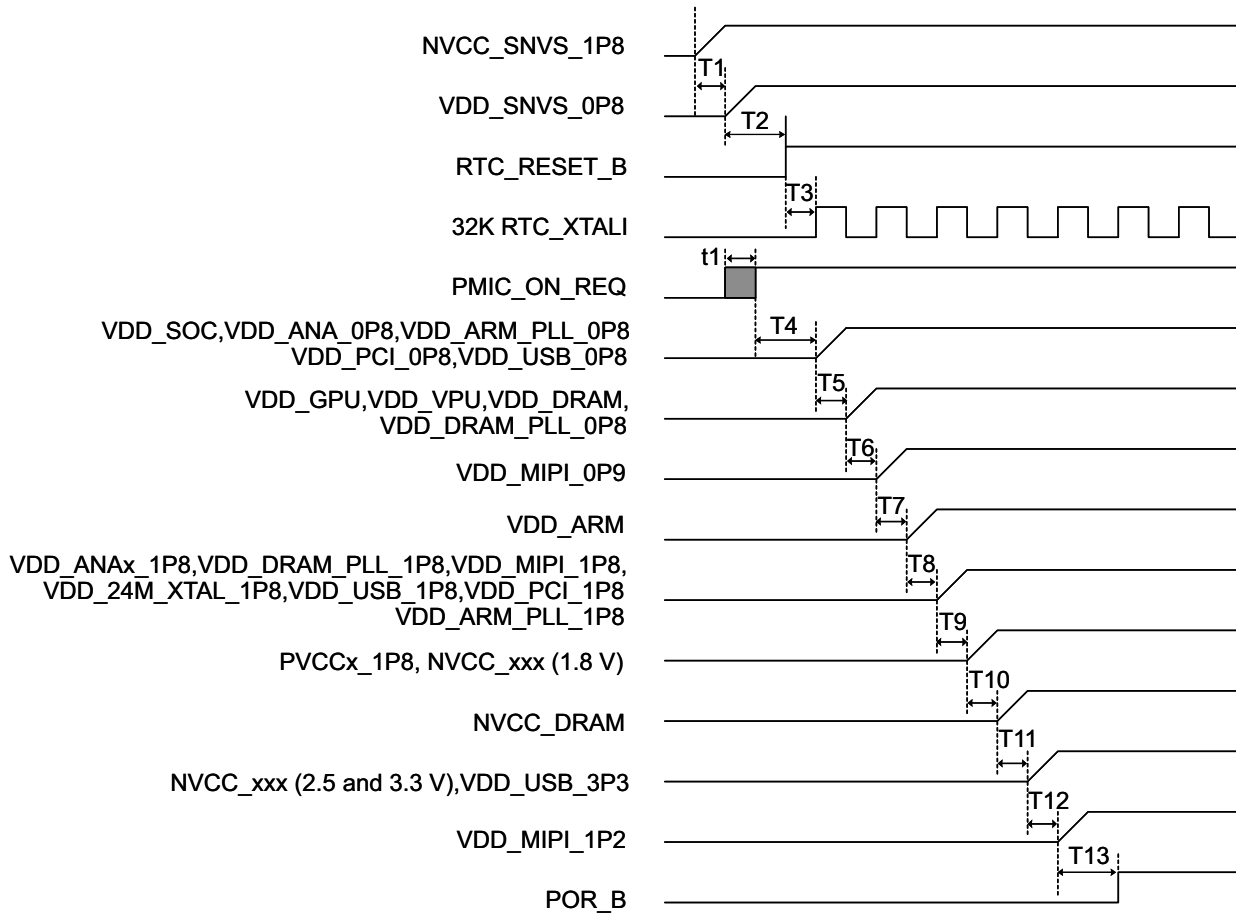 NVCC_SNVS_1P8
T1
VDD_SNVS_0P8
T2
RTC_RESET_B
T3
32K RTC_XTALI
t1
PMIC_ON_REQ
T4
VDD_SOC,VDD_ANA_0P8,VDD_ARM_PLL_0P8
VDD_PCI_0P8,VDD_USB_0P8
T5
VDD_GPU,VDD_VPU,VDD_DRAM,
VDD_DRAM_PLL_0P8
T6
VDD_MIPI_0P9
T7
VDD_ARM
T8
VDD_ANAx_1P8,VDD_DRAM_PLL_1P8,VDD_MIPI_1P8,
VDD_24M_XTAL_1P8,VDD_USB_1P8,VDD_PCI_1P8
VDD_ARM_PLL_1P8
T9
PVCCx_1P8, NVCC_xxx (1.8 V)
T10
NVCC_DRAM
T11
NVCC_xxx (2.5 and 3.3 V),VDD_USB_3P3
T12
VDD_MIPI_1P2
T13
POR_B